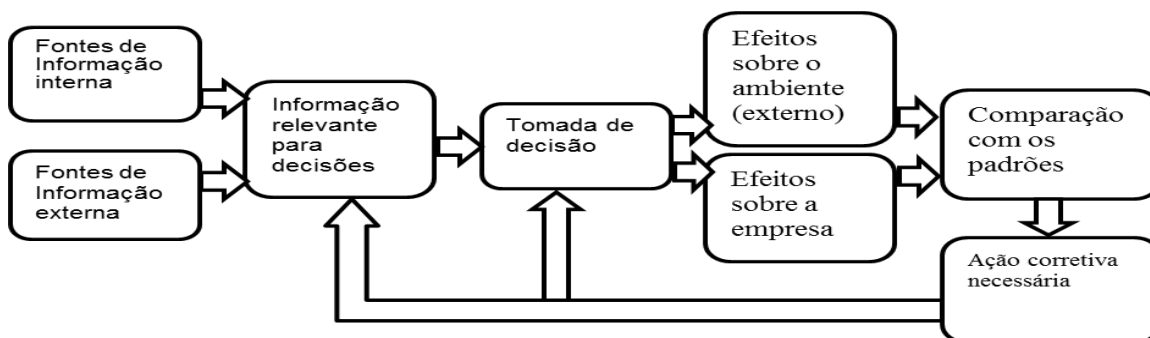 Fontes de
Informação
interna
Fontes de
Informação
externa
Informação
relevante
para
decisões
Tomada de
decisão
Efeitos
sobre o
ambiente
(externo)
Efeitos
sobre a
empresa
Comparação
com os
padrões
Ação corretiva
necessária